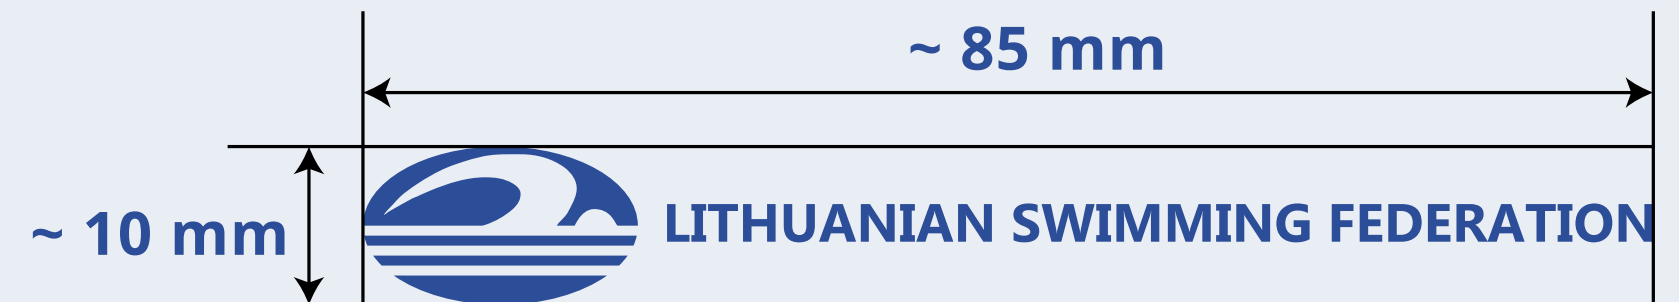 ~ 85 mm
~ 10 mm
LITHUANIAN SWIMMING FEDERATION